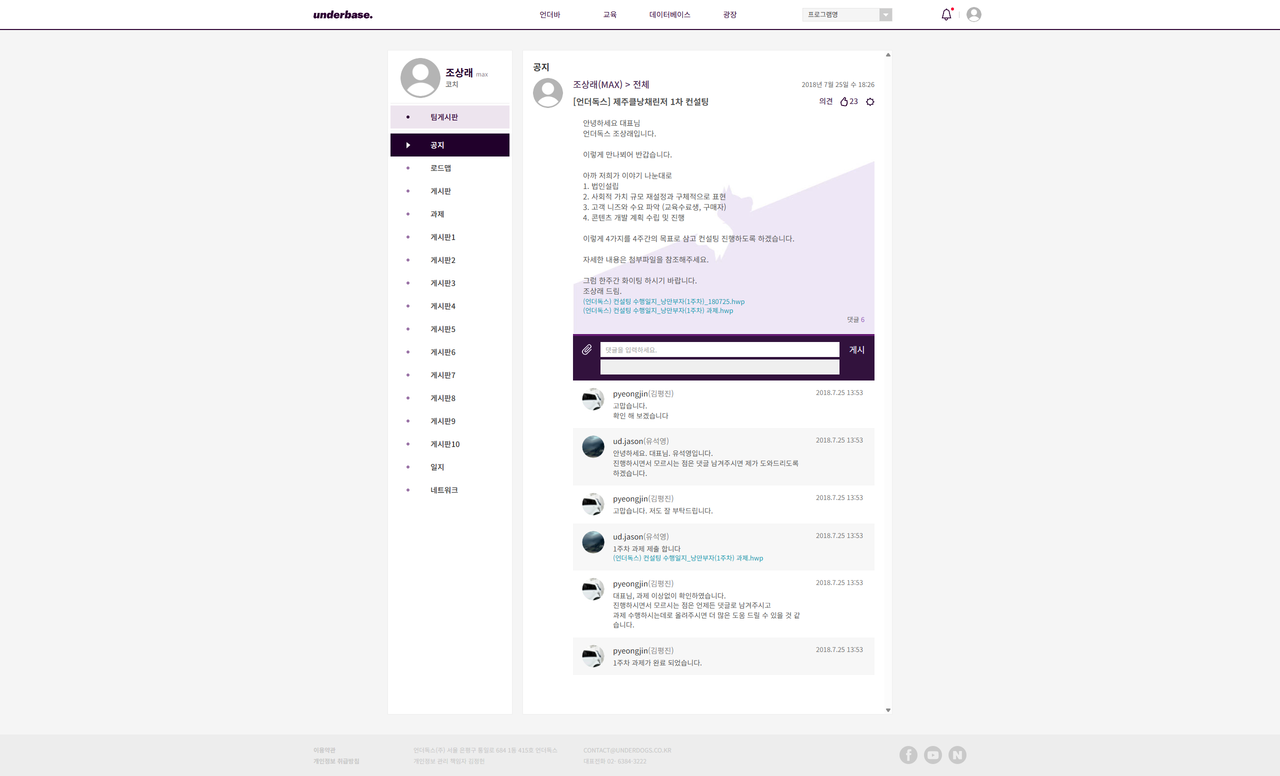 underbase.
언더바
교육
데이터베이스
광장
프로그램명
조상래 max
코치
팀게시판
공지
로드맵
게시판
과제
게시판1
게시판2
게시판3
게시판4
게시판5
게시판6
게시판7
게시판8
게시판9
게시판10
일지
네트워크
공지
조상래(MAX) > 전체
2018년 7월 25일 수 18:26
[언더독스] 제주클낭채린저 1차 컨설팅
의견 23
안녕하세요 대표님
언더독스 조상래입니다.
이렇게 만나뵈어 반갑습니다.
아까 저희가 이야기 나눈대로
1. 법인설립
2. 사회적 가치 규모 재설정과 구체적으로 표현
3. 고객 니즈와 수요 파악 (교육수료생, 구매자)
4. 콘텐츠 개발 계획 수립 및 진행
이렇게 4가지를 4주간의 목표로 삼고 컨설팅 진행하도록 하겠습니다.
자세한 내용은 첨부파일을 참조해주세요.
그럼 한주간 화이팅 하시기 바랍니다.
조상래 드림.
(언더독스) 컨설팅 수행일지_낭만부자(1주차)_180725.hwp
(언더독스) 컨설팅 수행일지_낭만부자(1주차) 과제.hwp
댓글 6
댓글을 입력하세요.
게시
pyeongjin(김평진)
2018.7.25 13:53
고맙습니다.
확인 해 보겠습니다
ud.jason(유석영)
2018.7.25 13:53
안녕하세요. 대표님. 유석영입니다.
진행하시면서 모르시는 점은 댓글 남겨주시면 제가 도와드리도록
하겠습니다.
pyeongjin(김평진)
2018.7.25 13:53
고맙습니다. 저도 잘 부탁드립니다.
ud.jason(유석영)
2018.7.25 13:53
1주차 과제 제출 합니다
(언더독스) 컨설팅 수행일지_낭만부자(1주차) 과제.hwp
pyeongjin(김평진)
2018.7.25 13:53
대표님, 과제 이상없이 확인하였습니다.
진행하시면서 모르시는 점은 언제든 댓글로 남겨주시고
과제 수행하시는데로 올려주시면 더 많은 도움 드릴 수 있을 것 같
습니다.
pyeongjin(김평진)
2018.7.25 13:53
1주차 과제가 완료 되었습니다.
이용약관
개인정보 취급방침
언더독스(주) 서울 은평구 통일로 684 1동 415호 언더독스
개인정보 관리 책임자 김정헌
CONTACT@UNDERDOGS.CO.KR
대표전화 02-